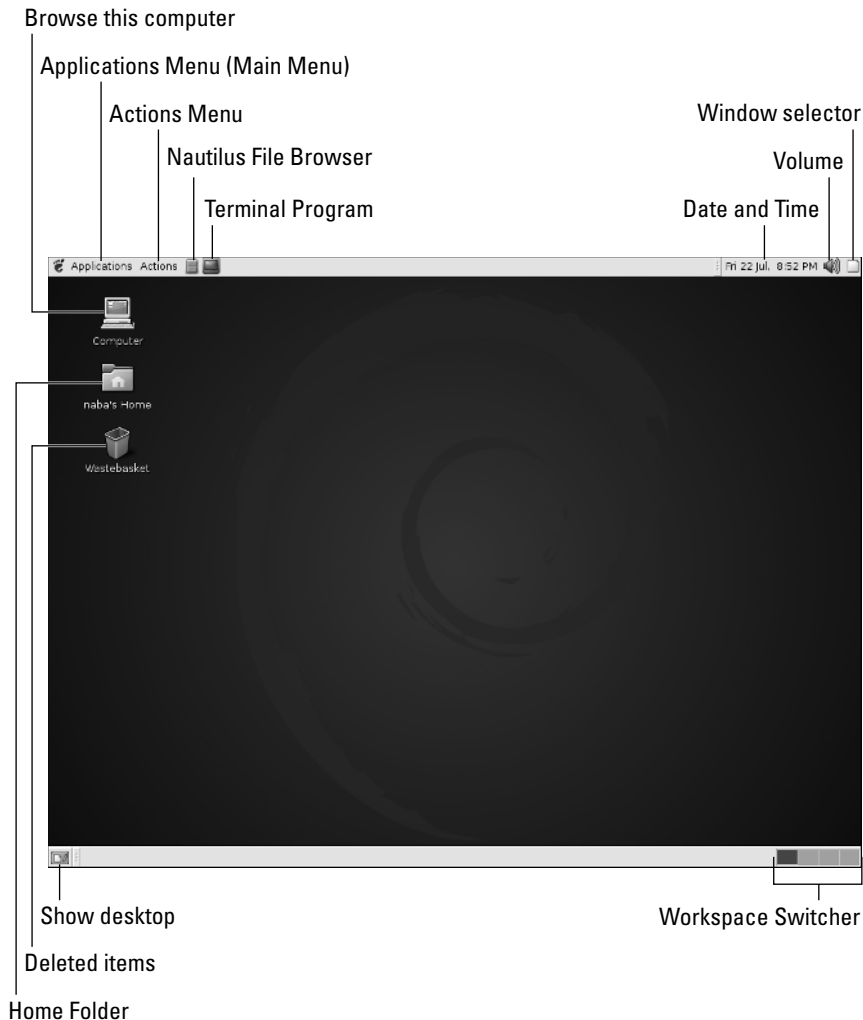 Browse this computer
Applications Menu (Main Menu)
Actions Menu
Window selector
Nautilus File Browser
Volume
Terminal Program
Date and Time
Applications Actions
Fri 22 Jul, 8:52 PM
Computer
naba's Home
Wastebasket
Show desktop
Workspace Switcher
Deleted items
Home Folder